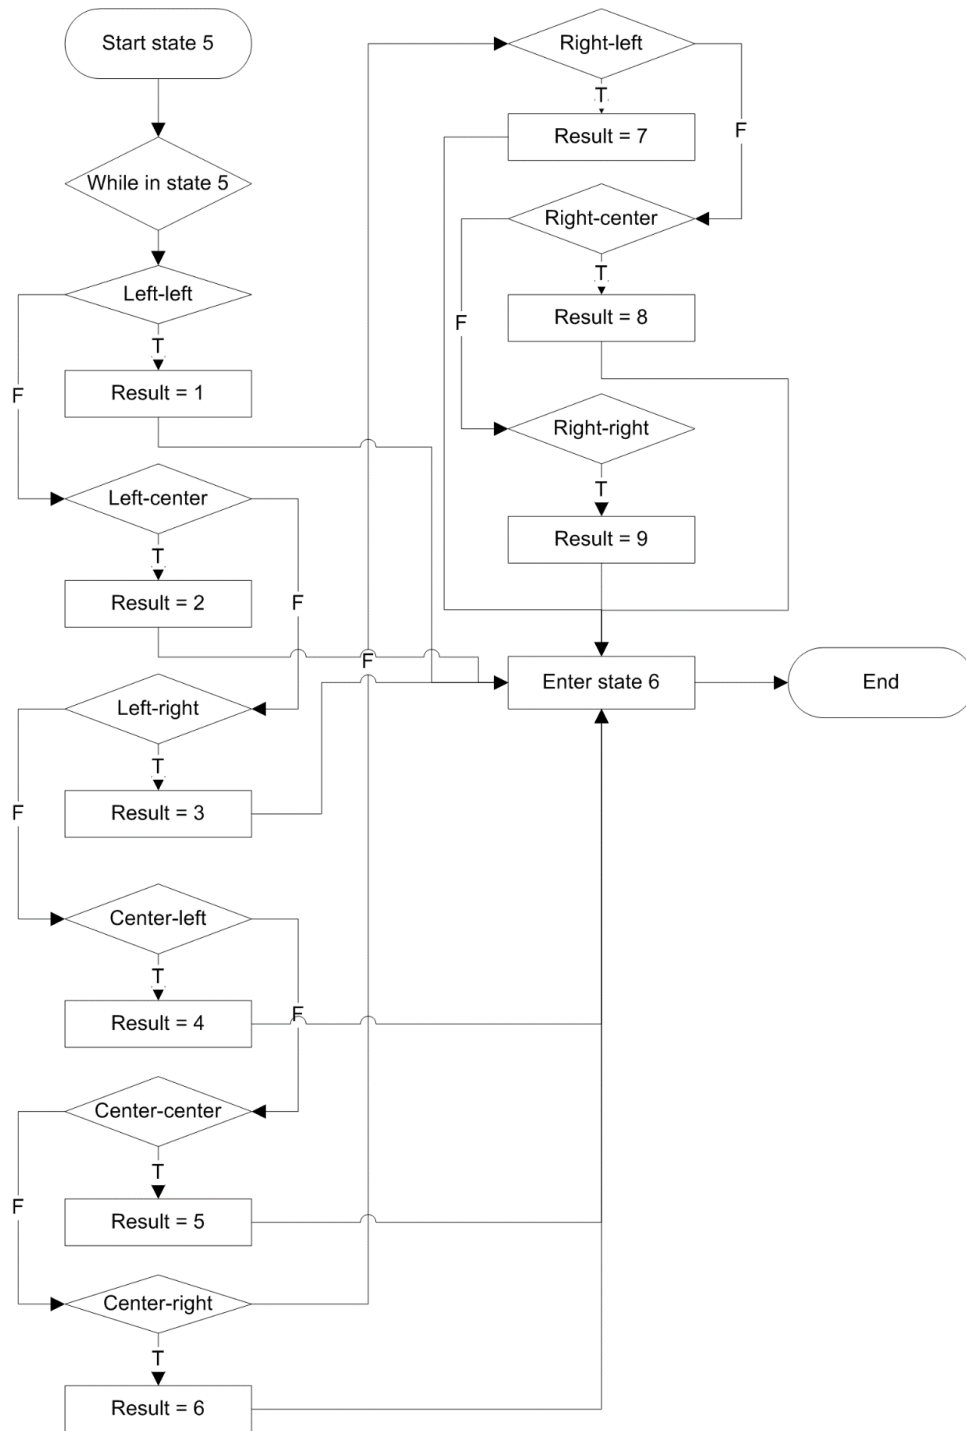 Start state 5
While in state 5
Left-left
T
F
Result = 1
Left-center
T
F
Result = 2
Left-right
T
F
Result = 3
Center-left
T
F
Result = 4
Center-center
T
F
Result = 5
Center-right
T
F
Result = 6
Right-left
T
F
Result = 7
Right-center
T
F
Result = 8
Right-right
T
Result = 9
Enter state 6
End